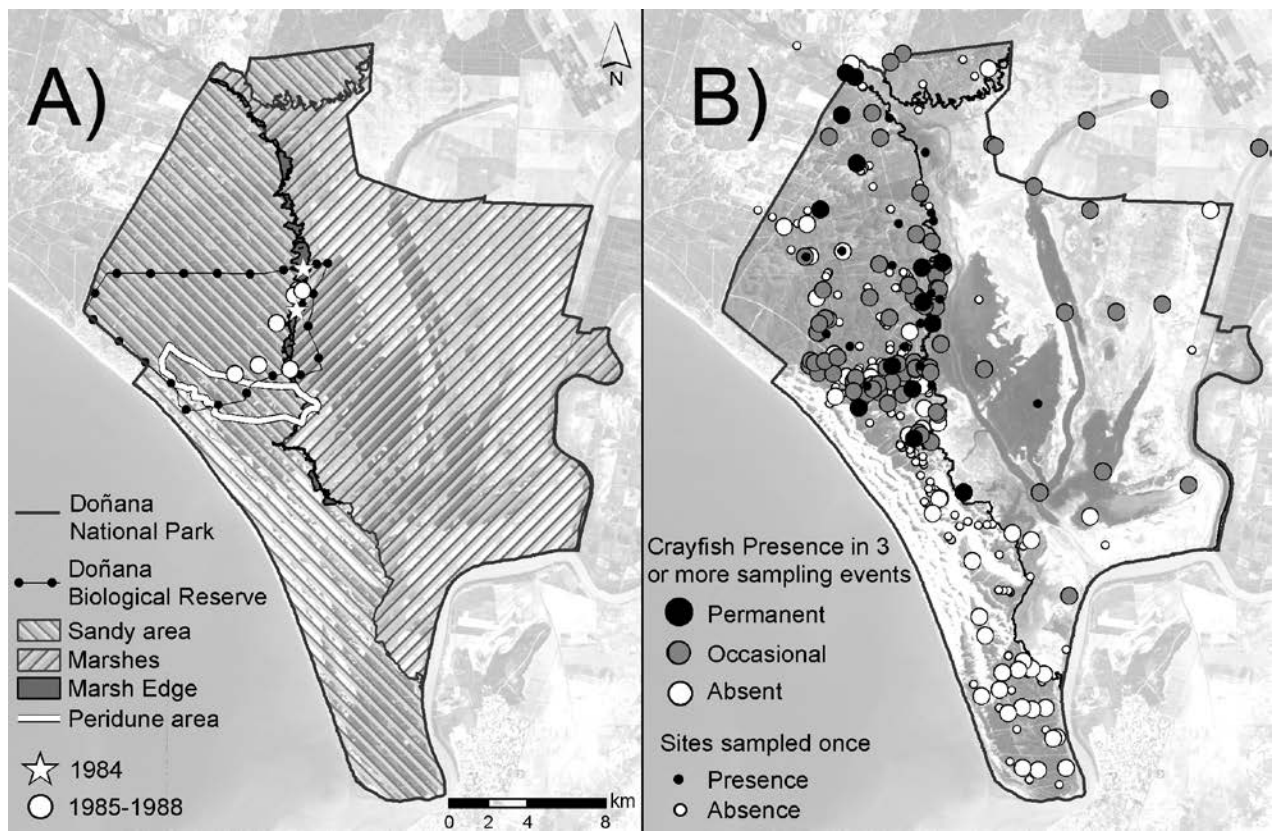 A)
N
Doñana
National Park
Doñana
Biological Reserve
Sandy area
Marshes
Marsh Edge
Peridune area
1984
1985-1988
km
0 2 4 8
B)
Crayfish Presence in 3
or more sampling events
Permanent
Occasional
Absent
Sites sampled once
Presence
Absence